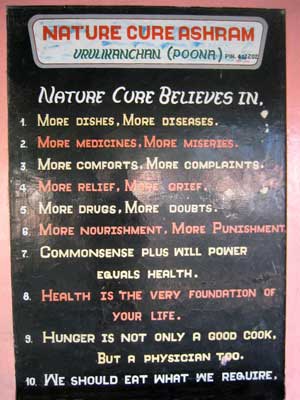 NATURE CURE ASHRAM
URULIKANCHAN (POONA) PIN. 412202
NATURE CURE BELIEVES IN.
1. MORE DISHES, MORE DISEASES.
2. MORE MEDICINES, MORE MISERIES.
3. MORE COMFORTS, MORE COMPLAINTS.
4. MORE RELIEF, MORE GRIEF.
5. MORE DRUGS, MORE DOUBTS.
6. MORE NOURISHMENT, MORE PUNISHMENT
7. COMMONSENSE PLUS WILL POWER
EQUALS HEALTH.
8. HEALTH IS THE VERY FOUNDATION OF
YOUR LIFE.
9. HUNGER IS NOT ONLY A GOOD COOK,
BUT A PHYSICIAN TOO.
10. WE SHOULD EAT WHAT WE REQUIRE,